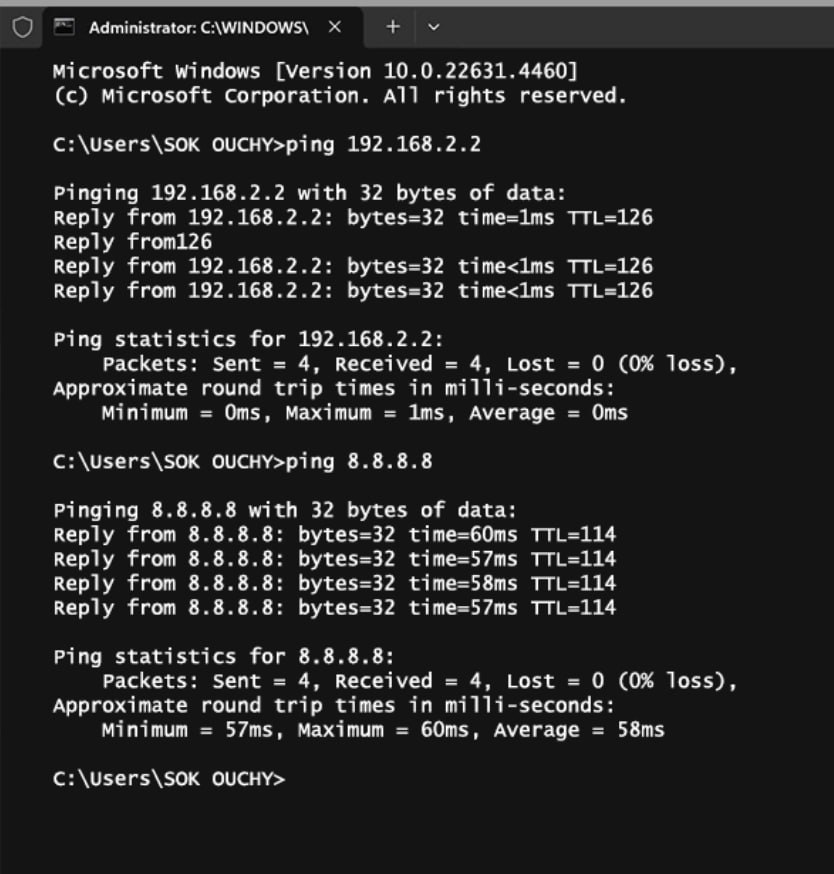 Administrator: C:\WINDOWS\
Microsoft Windows [Version 10.0.22631.4460]
(c) Microsoft Corporation. All rights reserved.
C:\Users\SOK OUCHY>ping 192.168.2.2
Pinging 192.168.2.2 with 32 bytes of data:
Reply from 192.168.2.2: bytes=32 time=1ms TTL=126
Reply from126
Reply from 192.168.2.2: bytes=32 time<1ms TTL=126
Reply from 192.168.2.2: bytes=32 time<1ms TTL=126
Ping statistics for 192.168.2.2:
    Packets: Sent = 4, Received = 4, Lost = 0 (0% loss),
Approximate round trip times in milli-seconds:
    Minimum = 0ms, Maximum = 1ms, Average = 0ms
C:\Users\SOK OUCHY>ping 8.8.8.8
Pinging 8.8.8.8 with 32 bytes of data:
Reply from 8.8.8.8: bytes=32 time=60ms TTL=114
Reply from 8.8.8.8: bytes=32 time=57ms TTL=114
Reply from 8.8.8.8: bytes=32 time=58ms TTL=114
Reply from 8.8.8.8: bytes=32 time=57ms TTL=114
Ping statistics for 8.8.8.8:
    Packets: Sent = 4, Received = 4, Lost = 0 (0% loss),
Approximate round trip times in milli-seconds:
    Minimum = 57ms, Maximum = 60ms, Average = 58ms
C:\Users\SOK OUCHY>